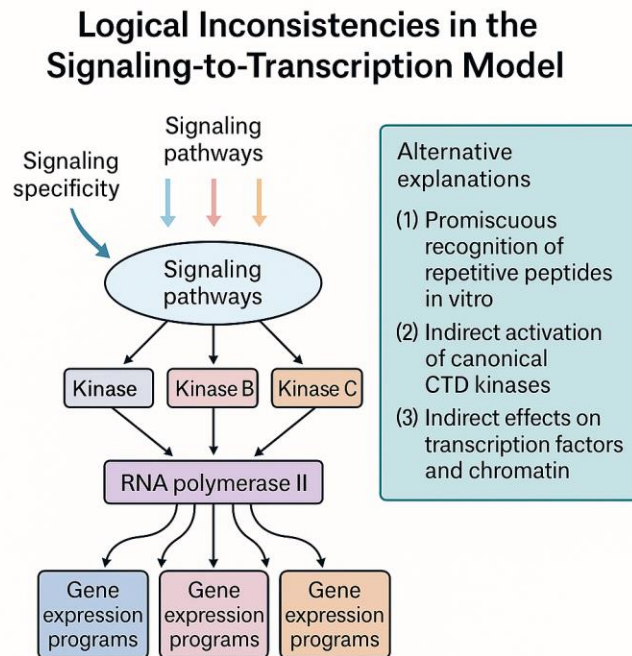 Logical Inconsistencies in the
Signaling-to-Transcription Model
Signaling
pathways
Signaling
specificity
Signaling
pathways
Kinase
Kinase B
Kinase C
RNA polymerase II
Gene
expression
programs
Gene
expression
programs
Gene
expression
programs
Alternative
explanations
(1) Promiscuous
recognition of
repetitive peptides
in vitro
(2) Indirect activation
of canonical
CTD kinases
(3) Indirect effects on
transcription factors
and chromatin